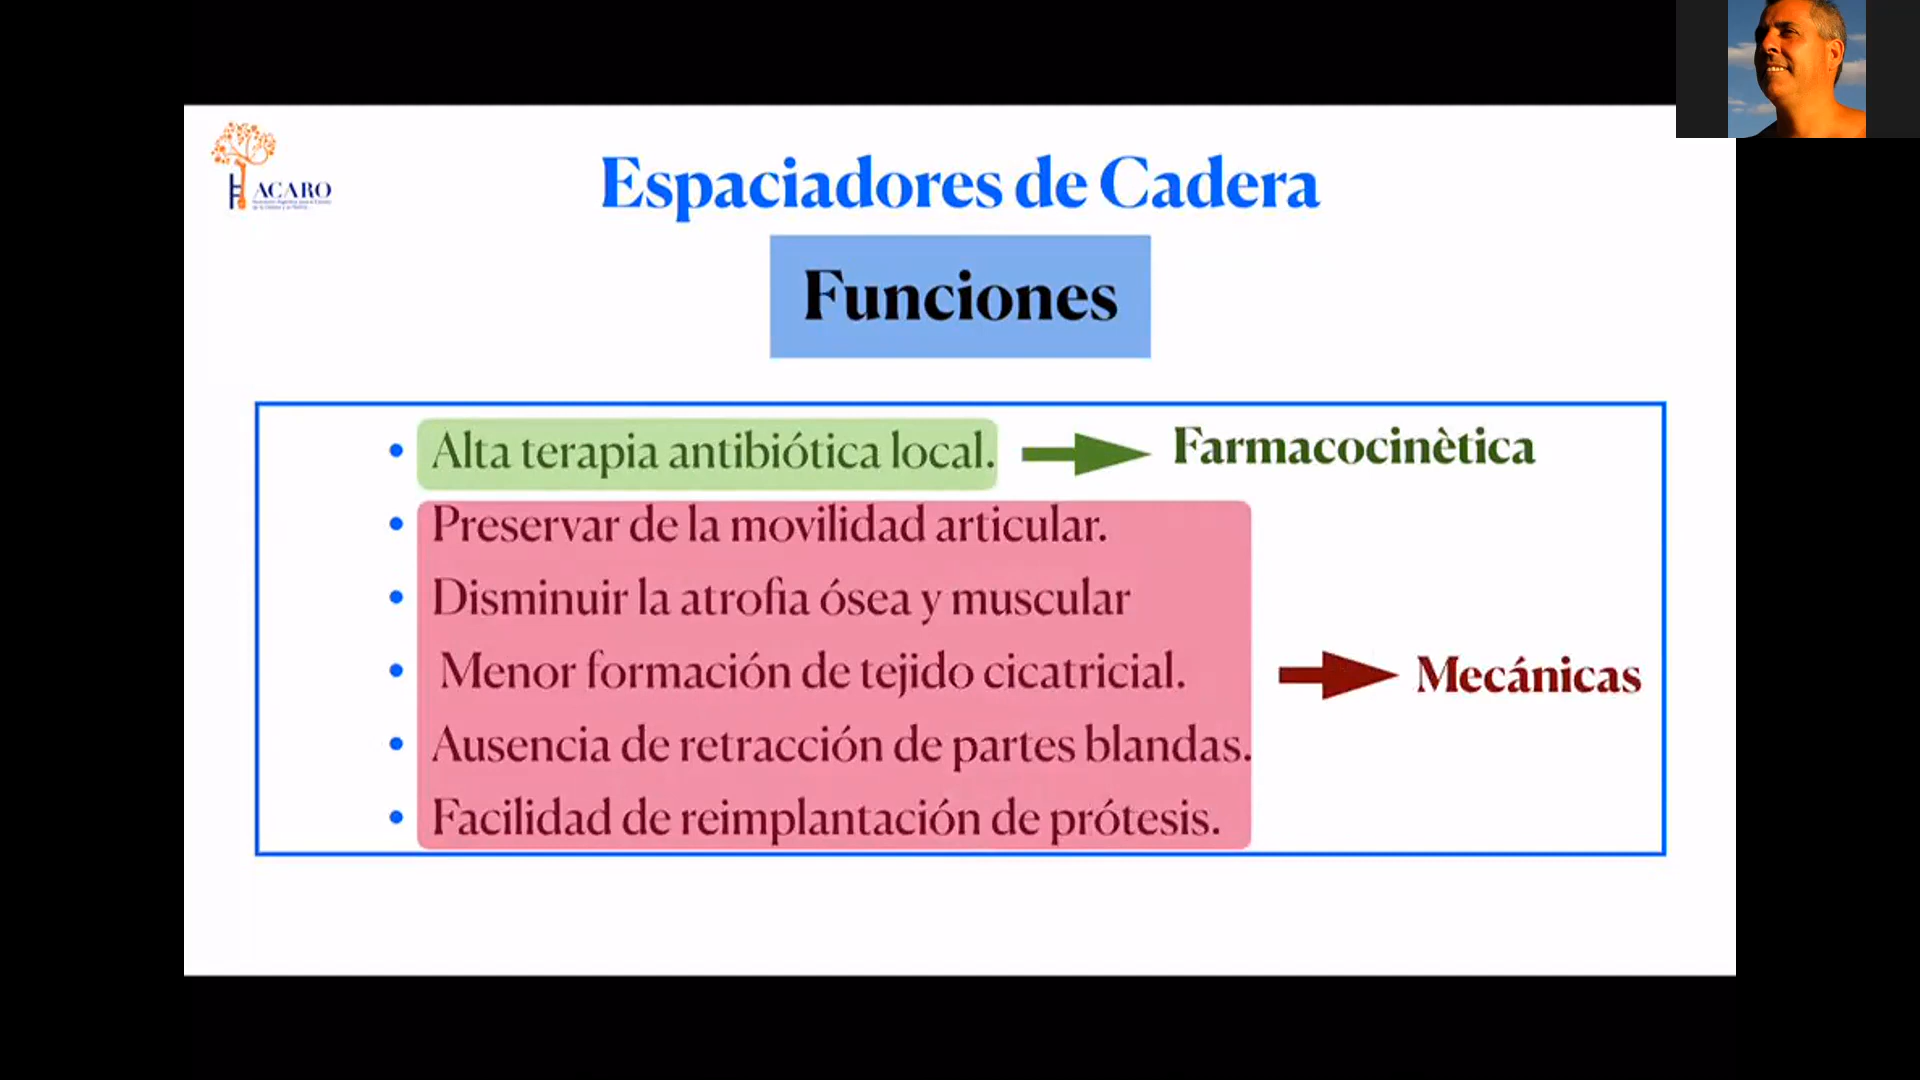 ACARO
Espaciadores de Cadera
Funciones
• Alta terapia antibiótica local.
Farmacocinètica
• Preservar de la movilidad articular.
• Disminuir la atrofia ósea y muscular
• Menor formación de tejido cicatricial.
Mecánicas
• Ausencia de retracción de partes blandas.
• Facilidad de reimplantación de prótesis.